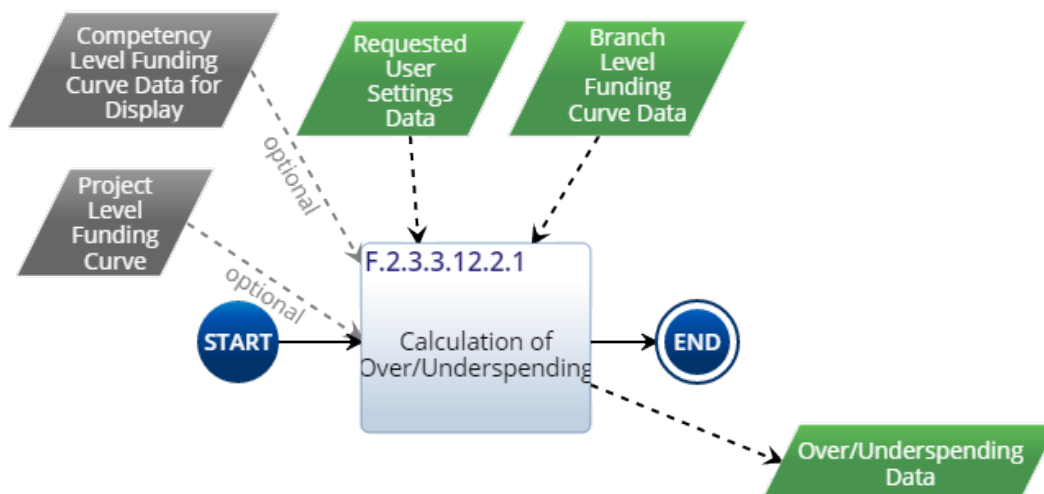 Competency
Level Funding
Curve Data for
Display
Requested
User
Settings
Data
Branch
Level
Funding
Curve Data
optional
Project
Level
Funding
Curve
optional
F.2.3.3.12.2.1
START
Calculation of
Over/Underspending
END
Over/Underspending
Data